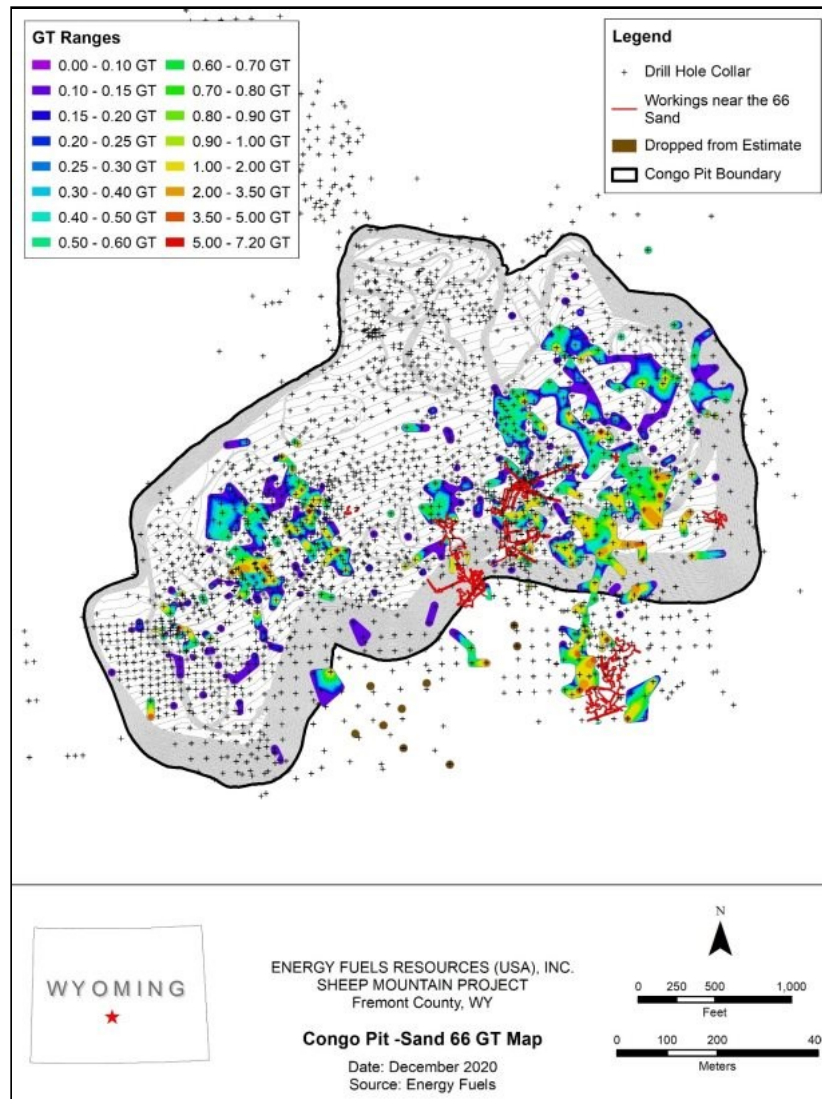 GT Ranges
0.00 - 0.10 GT
0.10 - 0.15 GT
0.15 - 0.20 GT
0.20 - 0.25 GT
0.25 - 0.30 GT
0.30 - 0.40 GT
0.40 - 0.50 GT
0.50 - 0.60 GT
0.60 - 0.70 GT
0.70 - 0.80 GT
0.80 - 0.90 GT
0.90 - 1.00 GT
1.00 - 2.00 GT
2.00 - 3.50 GT
3.50 - 5.00 GT
5.00 - 7.20 GT
Legend
Drill Hole Collar
Workings near the 66
Sand
Dropped from Estimate
Congo Pit Boundary
WYOMING
ENERGY FUELS RESOURCES (USA), INC.
SHEEP MOUNTAIN PROJECT
Fremont County, WY
Congo Pit -Sand 66 GT Map
Date: December 2020
Source: Energy Fuels
N
0 250 500 1,000
Feet
0 100 200 40
Meters